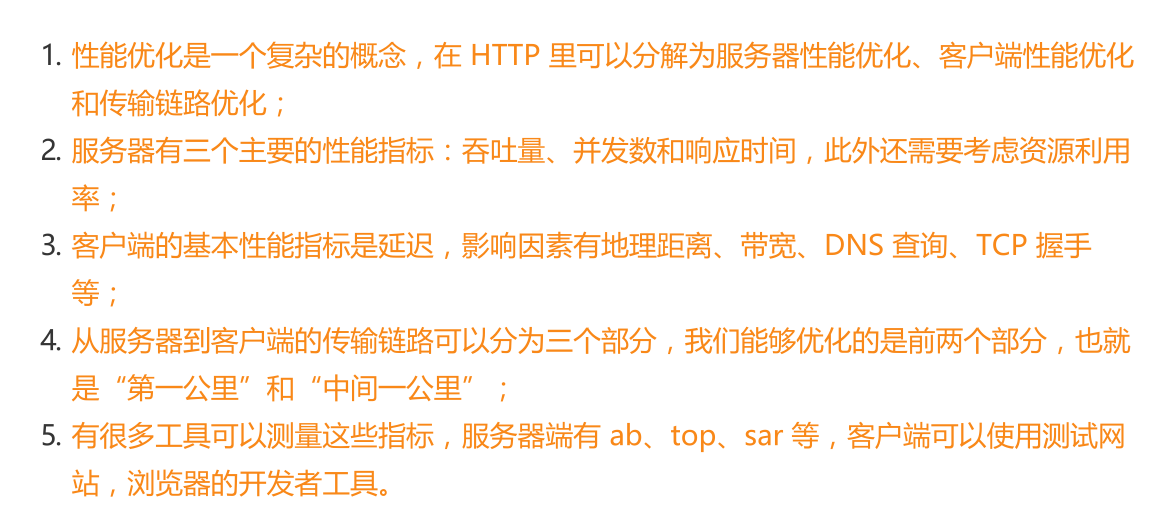 1. 性能优化是一个复杂的概念，在 HTTP 里可以分解为服务器性能优化、客户端性能优化
和传输链路优化；
2. 服务器有三个主要的性能指标：吞吐量、并发数和响应时间，此外还需要考虑资源利用
率；
3. 客户端的基本性能指标是延迟，影响因素有地理距离、带宽、DNS 查询、TCP 握手
等；
4. 从服务器到客户端的传输链路可以分为三个部分，我们能够优化的是前两个部分，也就
是“第一公里”和“中间一公里”；
5. 有很多工具可以测量这些指标，服务器端有 ab、top、sar 等，客户端可以使用测试网
站，浏览器的开发者工具。